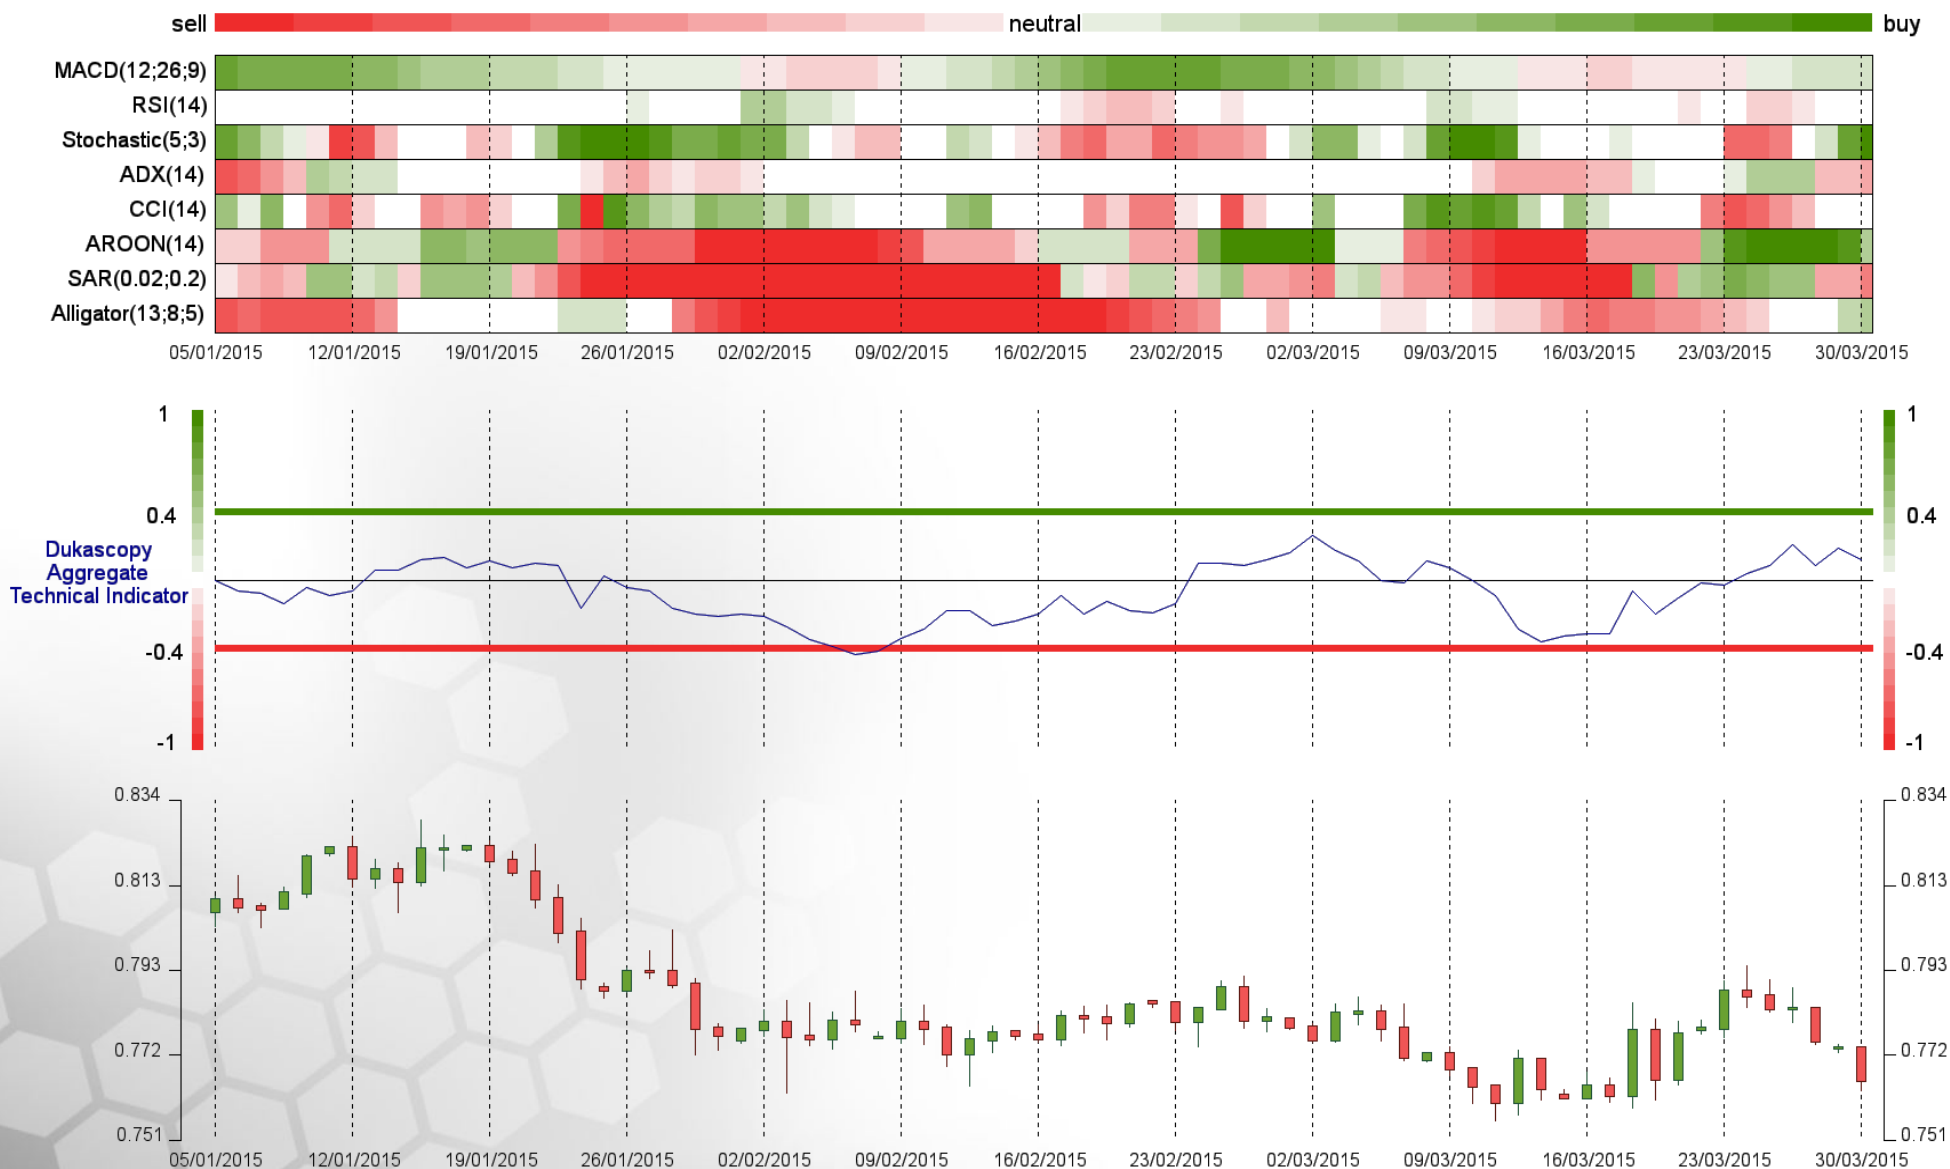 sell neutral buy
MACD(12;26;9)
RSI(14)
Stochastic(5;3)
ADX(14)
CCI(14)
AROON(14)
SAR(0.02;0.2)
Alligator(13;8;5)
05/01/2015 12/01/2015 19/01/2015 26/01/2015 02/02/2015 09/02/2015 16/02/2015 23/02/2015 02/03/2015 09/03/2015 16/03/2015 23/03/2015 30/03/2015
1 1
0.4 0.4
Dukascopy
Aggregate
Technical Indicator
-0.4 -0.4
-1 -1
0.834 0.834
0.813 0.813
0.793 0.793
0.772 0.772
0.751 0.751
05/01/2015 12/01/2015 19/01/2015 26/01/2015 02/02/2015 09/02/2015 16/02/2015 23/02/2015 02/03/2015 09/03/2015 16/03/2015 23/03/2015 30/03/2015